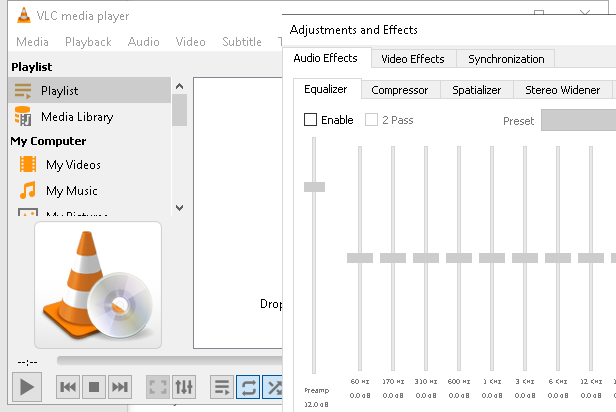 VLC media player
Media Playback Audio Video Subtitle
Playlist
Playlist
Media Library
My Computer
My Videos
My Music
My Pictures
Drop
--:--
Adjustments and Effects
Audio Effects Video Effects Synchronization
Equalizer Compressor Spatializer Stereo Widener
Enable 2 Pass Preset
60 Hz 170 Hz 310 Hz 600 Hz 1 KHz 3 KHz 6 KHz 12 KHz
Preamp 0.0 dB 0.0 dB 0.0 dB 0.0 dB 0.0 dB 0.0 dB 0.0 dB 0.0 dB
12.0 dB